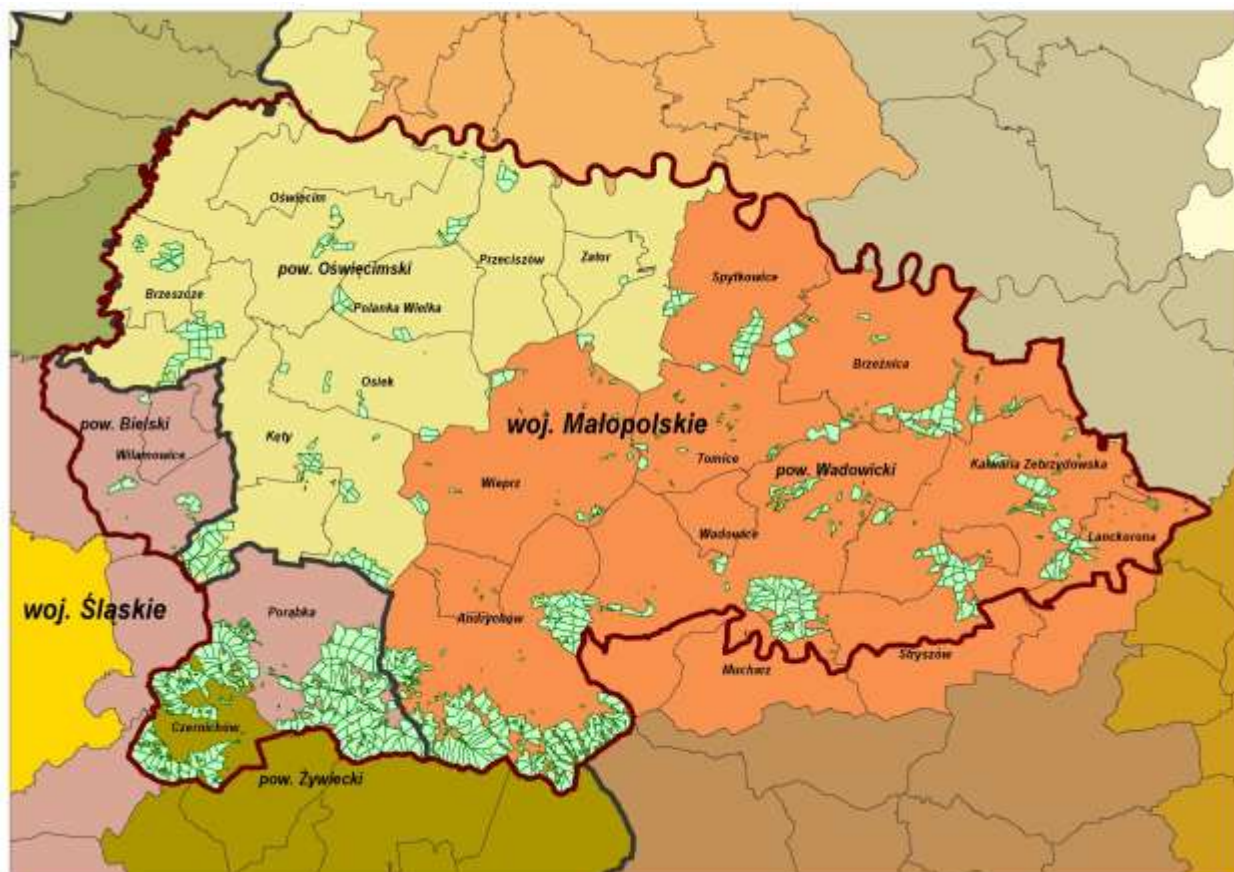 Oświęcim
pow. Oświęcimski
Przeciszów
Zator
Spytkowice
Brzeszcze
Polanka Wielka
Brzeźnica
Osiek
pow. Bielski
woj. Małopolskie
Wilamowice
Kęty
Tomice
pow. Wadowicki
Kalwaria Zebrzydowska
Wieprz
Wadowice
Lanckorona
woj. Śląskie
Porąbka
Andrychów
Stryszów
Mucharz
Czernichów
pow. Żywiecki